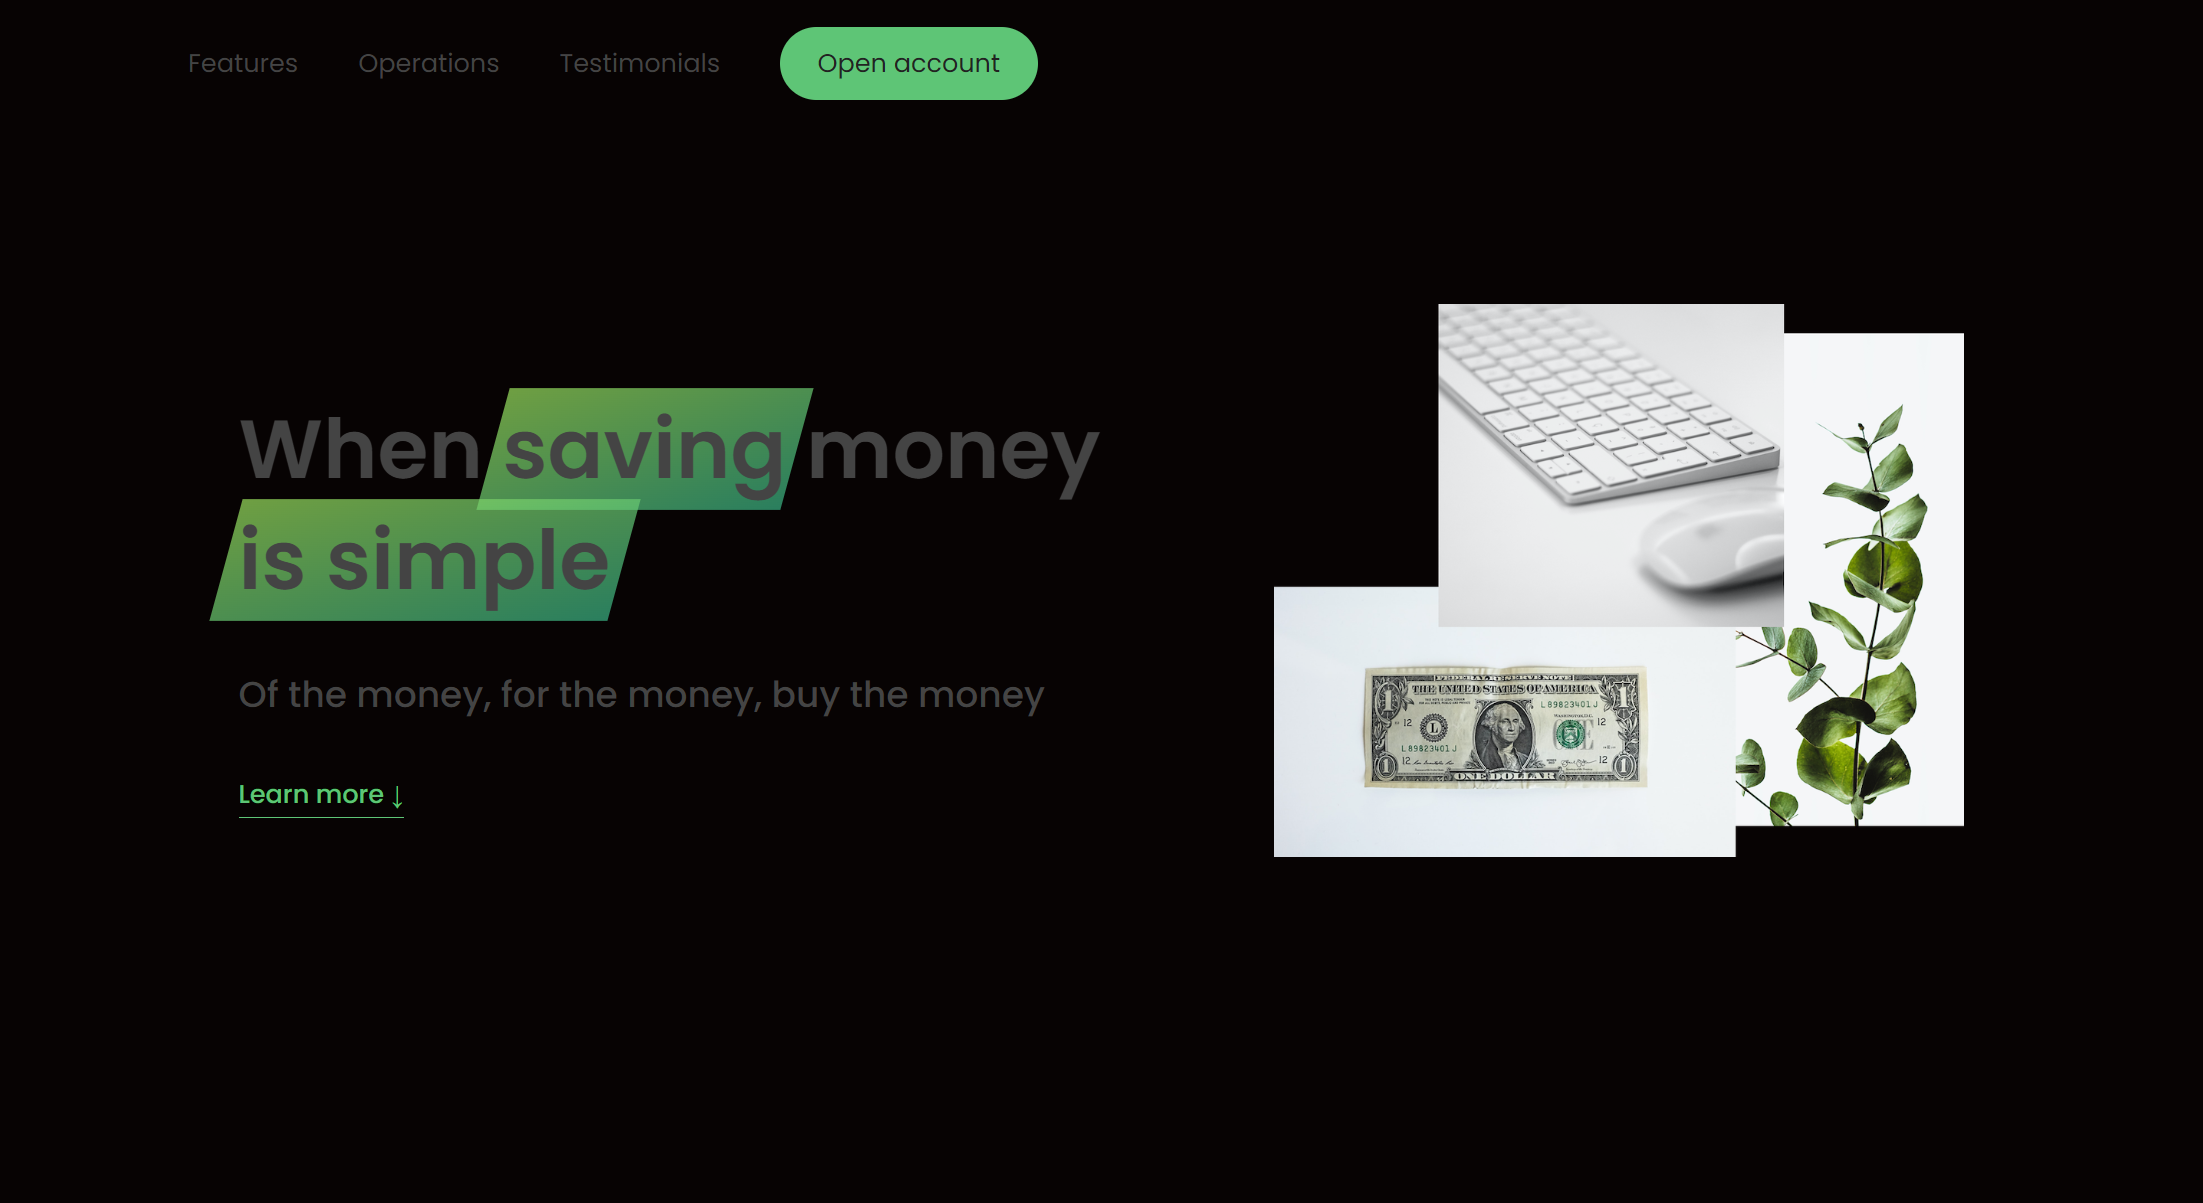 Features Operations Testimonials Open account
When saving money
is simple
Of the money, for the money, buy the money
Learn more ↓
FEDERAL RESERVE NOTE
THE UNITED STATES OF AMERICA
L 89823401 J
12 L 12
L 89823401 J
12 12
ONE DOLLAR
1 1
1 1